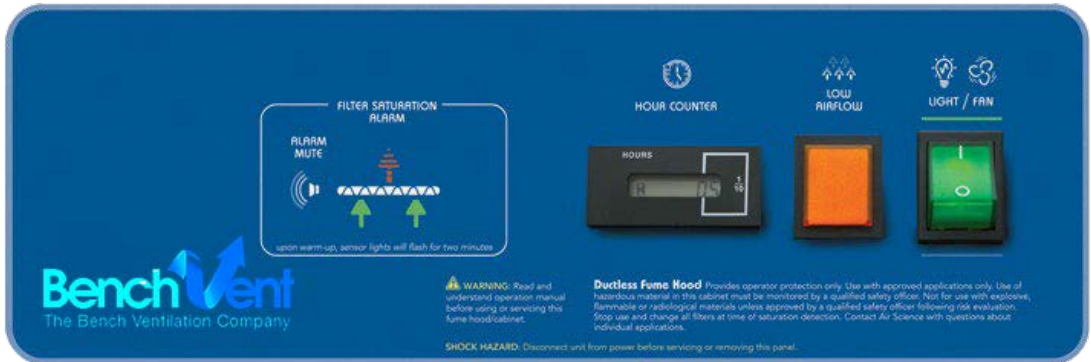 FILTER SATURATION
ALARM
ALARM
MUTE
upon warm-up, sensor lights will flash for two minutes
HOUR COUNTER
HOURS
R 0.5
1
10
LOW
AIRFLOW
LIGHT / FAN
I
O
BenchVent
The Bench Ventilation Company
WARNING: Read and
understand operation manual
before using or servicing this
fume hood/cabinet.
Ductless Fume Hood Provides operator protection only. Use with approved applications only. Use of
hazardous material in this cabinet must be monitored by a qualified safety officer. Not for use with explosive,
flammable or radiological materials unless approved by a qualified safety officer following risk evaluation.
Stop use and change all filters at time of saturation detection. Contact Air Science with questions about
individual applications.
SHOCK HAZARD: Disconnect unit from power before servicing or removing this panel.